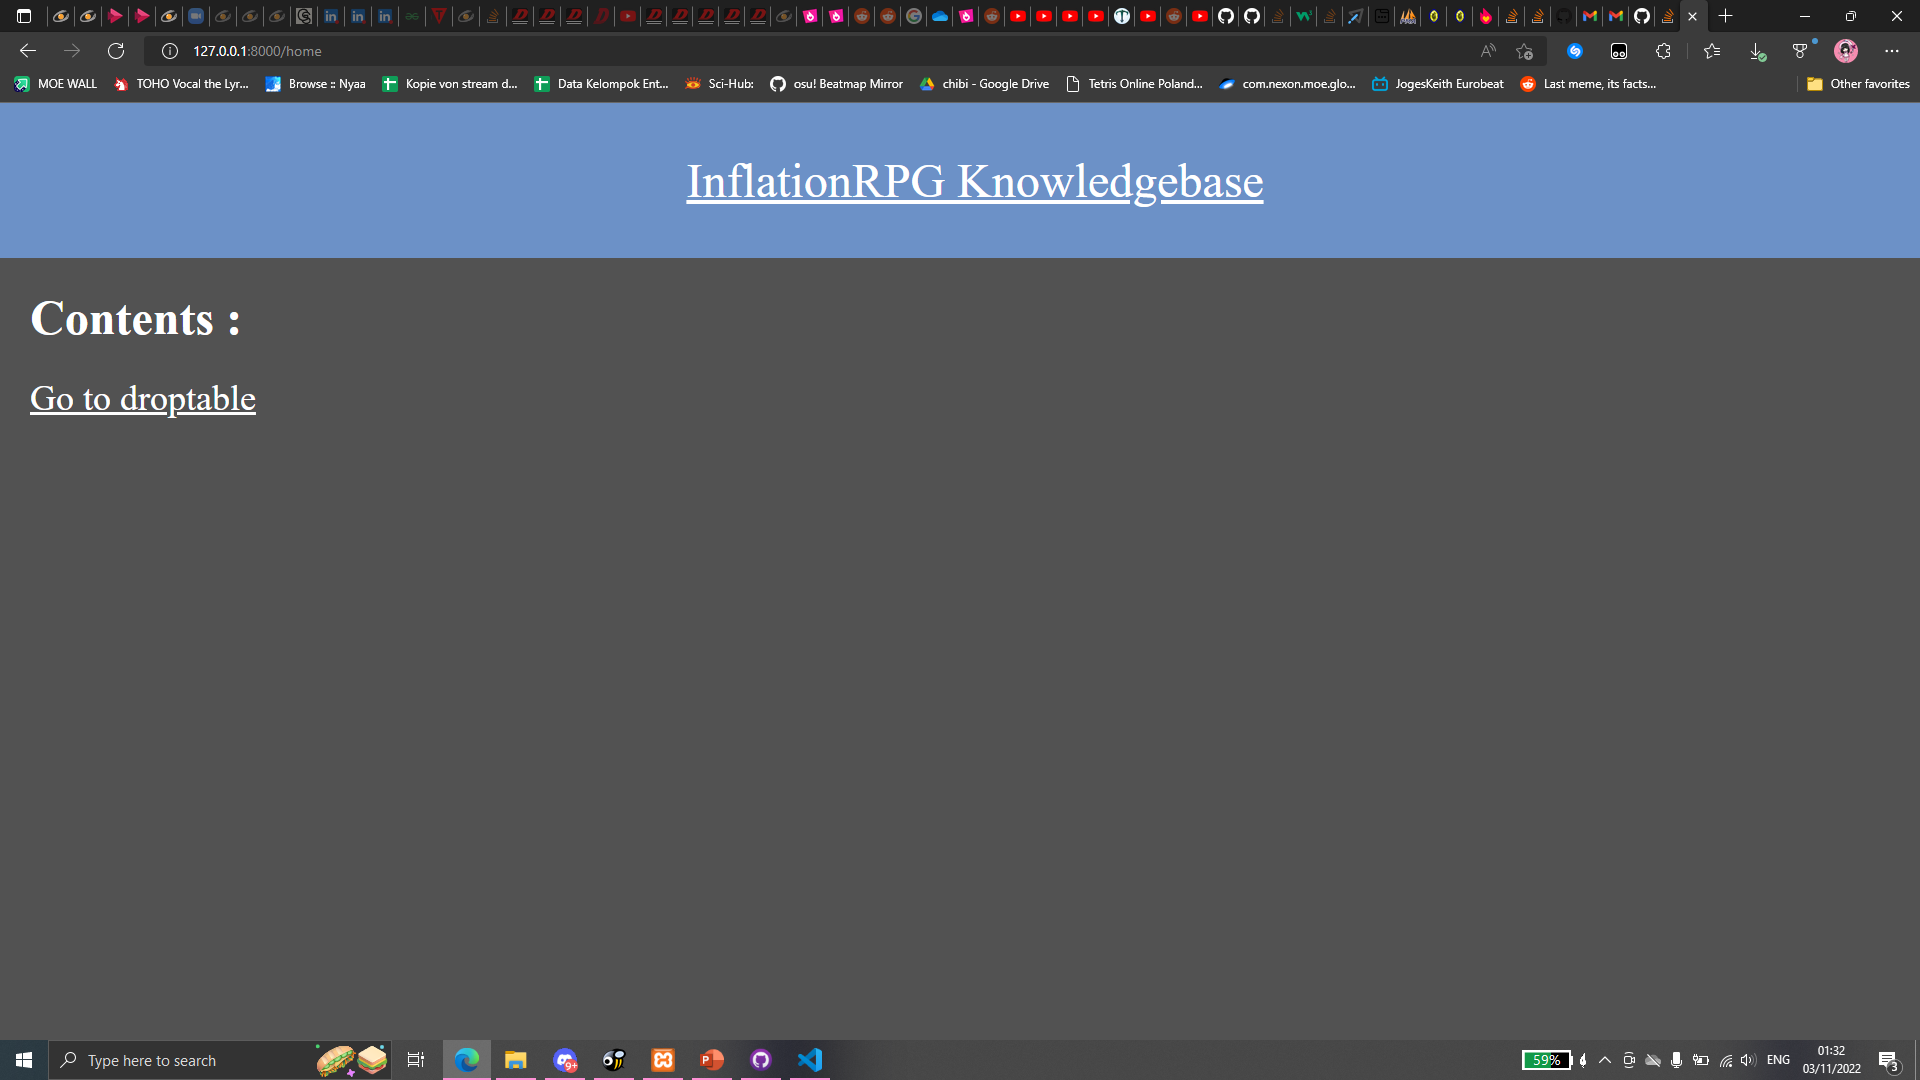 127.0.0.1:8000/home
MOE WALL
TOHO Vocal the Lyr...
Browse :: Nyaa
Kopie von stream d...
Data Kelompok Ent...
Sci-Hub:
osu! Beatmap Mirror
chibi - Google Drive
Tetris Online Poland...
com.nexon.moe.glo...
JogesKeith Eurobeat
Last meme, its facts...
Other favorites
InflationRPG Knowledgebase
Contents :
Go to droptable
Type here to search
9+
59%
ENG
01:32
03/11/2022
3